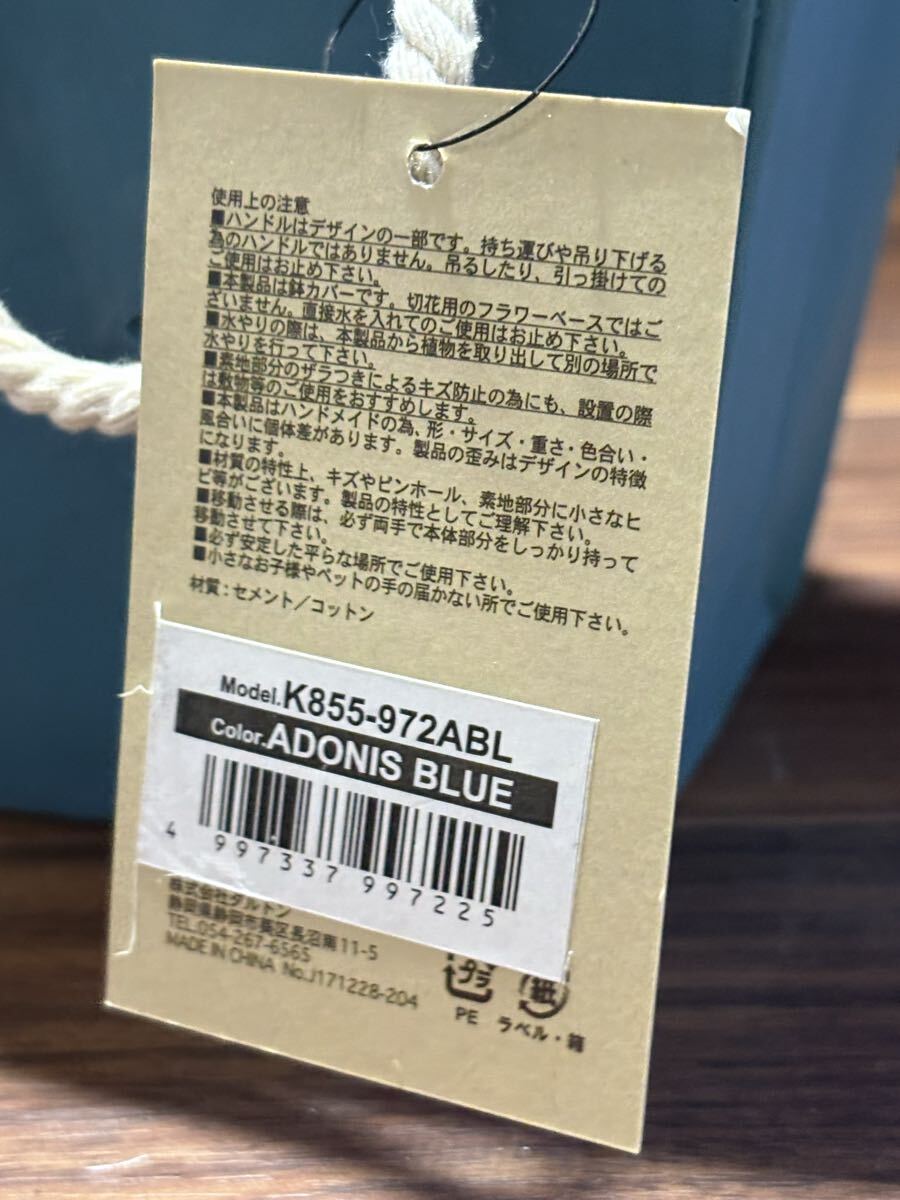 使用上の注意
■ハンドルはデザインの一部です。持ち運びや吊り下げる
為のハンドルではありません。吊るしたり、引っ掛けての
ご使用はお止め下さい。
■本製品は鉢カバーです。切花用のフラワーベースではご
ざいません。直接水を入れてのご使用はお止め下さい。
■水やりの際は、本製品から植物を取り出して別の場所で
水やりを行って下さい。
■素地部分のザラつきによるキズ防止の為にも、設置の際
は敷物等のご使用をおすすめします。
■本製品はハンドメイドの為、形・サイズ・重さ・色合い・
風合いに個体差があります。製品の歪みはデザインの特徴
になります。
■材質の特性上、キズやピンホール、素地部分に小さなヒ
ビ等がございます。製品の特性としてご理解下さい。
■移動させる際は、必ず両手で本体部分をしっかり持って
移動させて下さい。
■必ず安定した平らな場所でご使用下さい。
■小さなお子様やペットの手の届かない所でご使用下さい。
材質：セメント／コットン
Model.K855-972ABL
Color.ADONIS BLUE
4 997337 997225
株式会社ダルトン
静岡県静岡市葵区長沼南11-5
TEL.054-267-6565
MADE IN CHINA No.J171228-204
プラ 紙
PE ラベル・箱